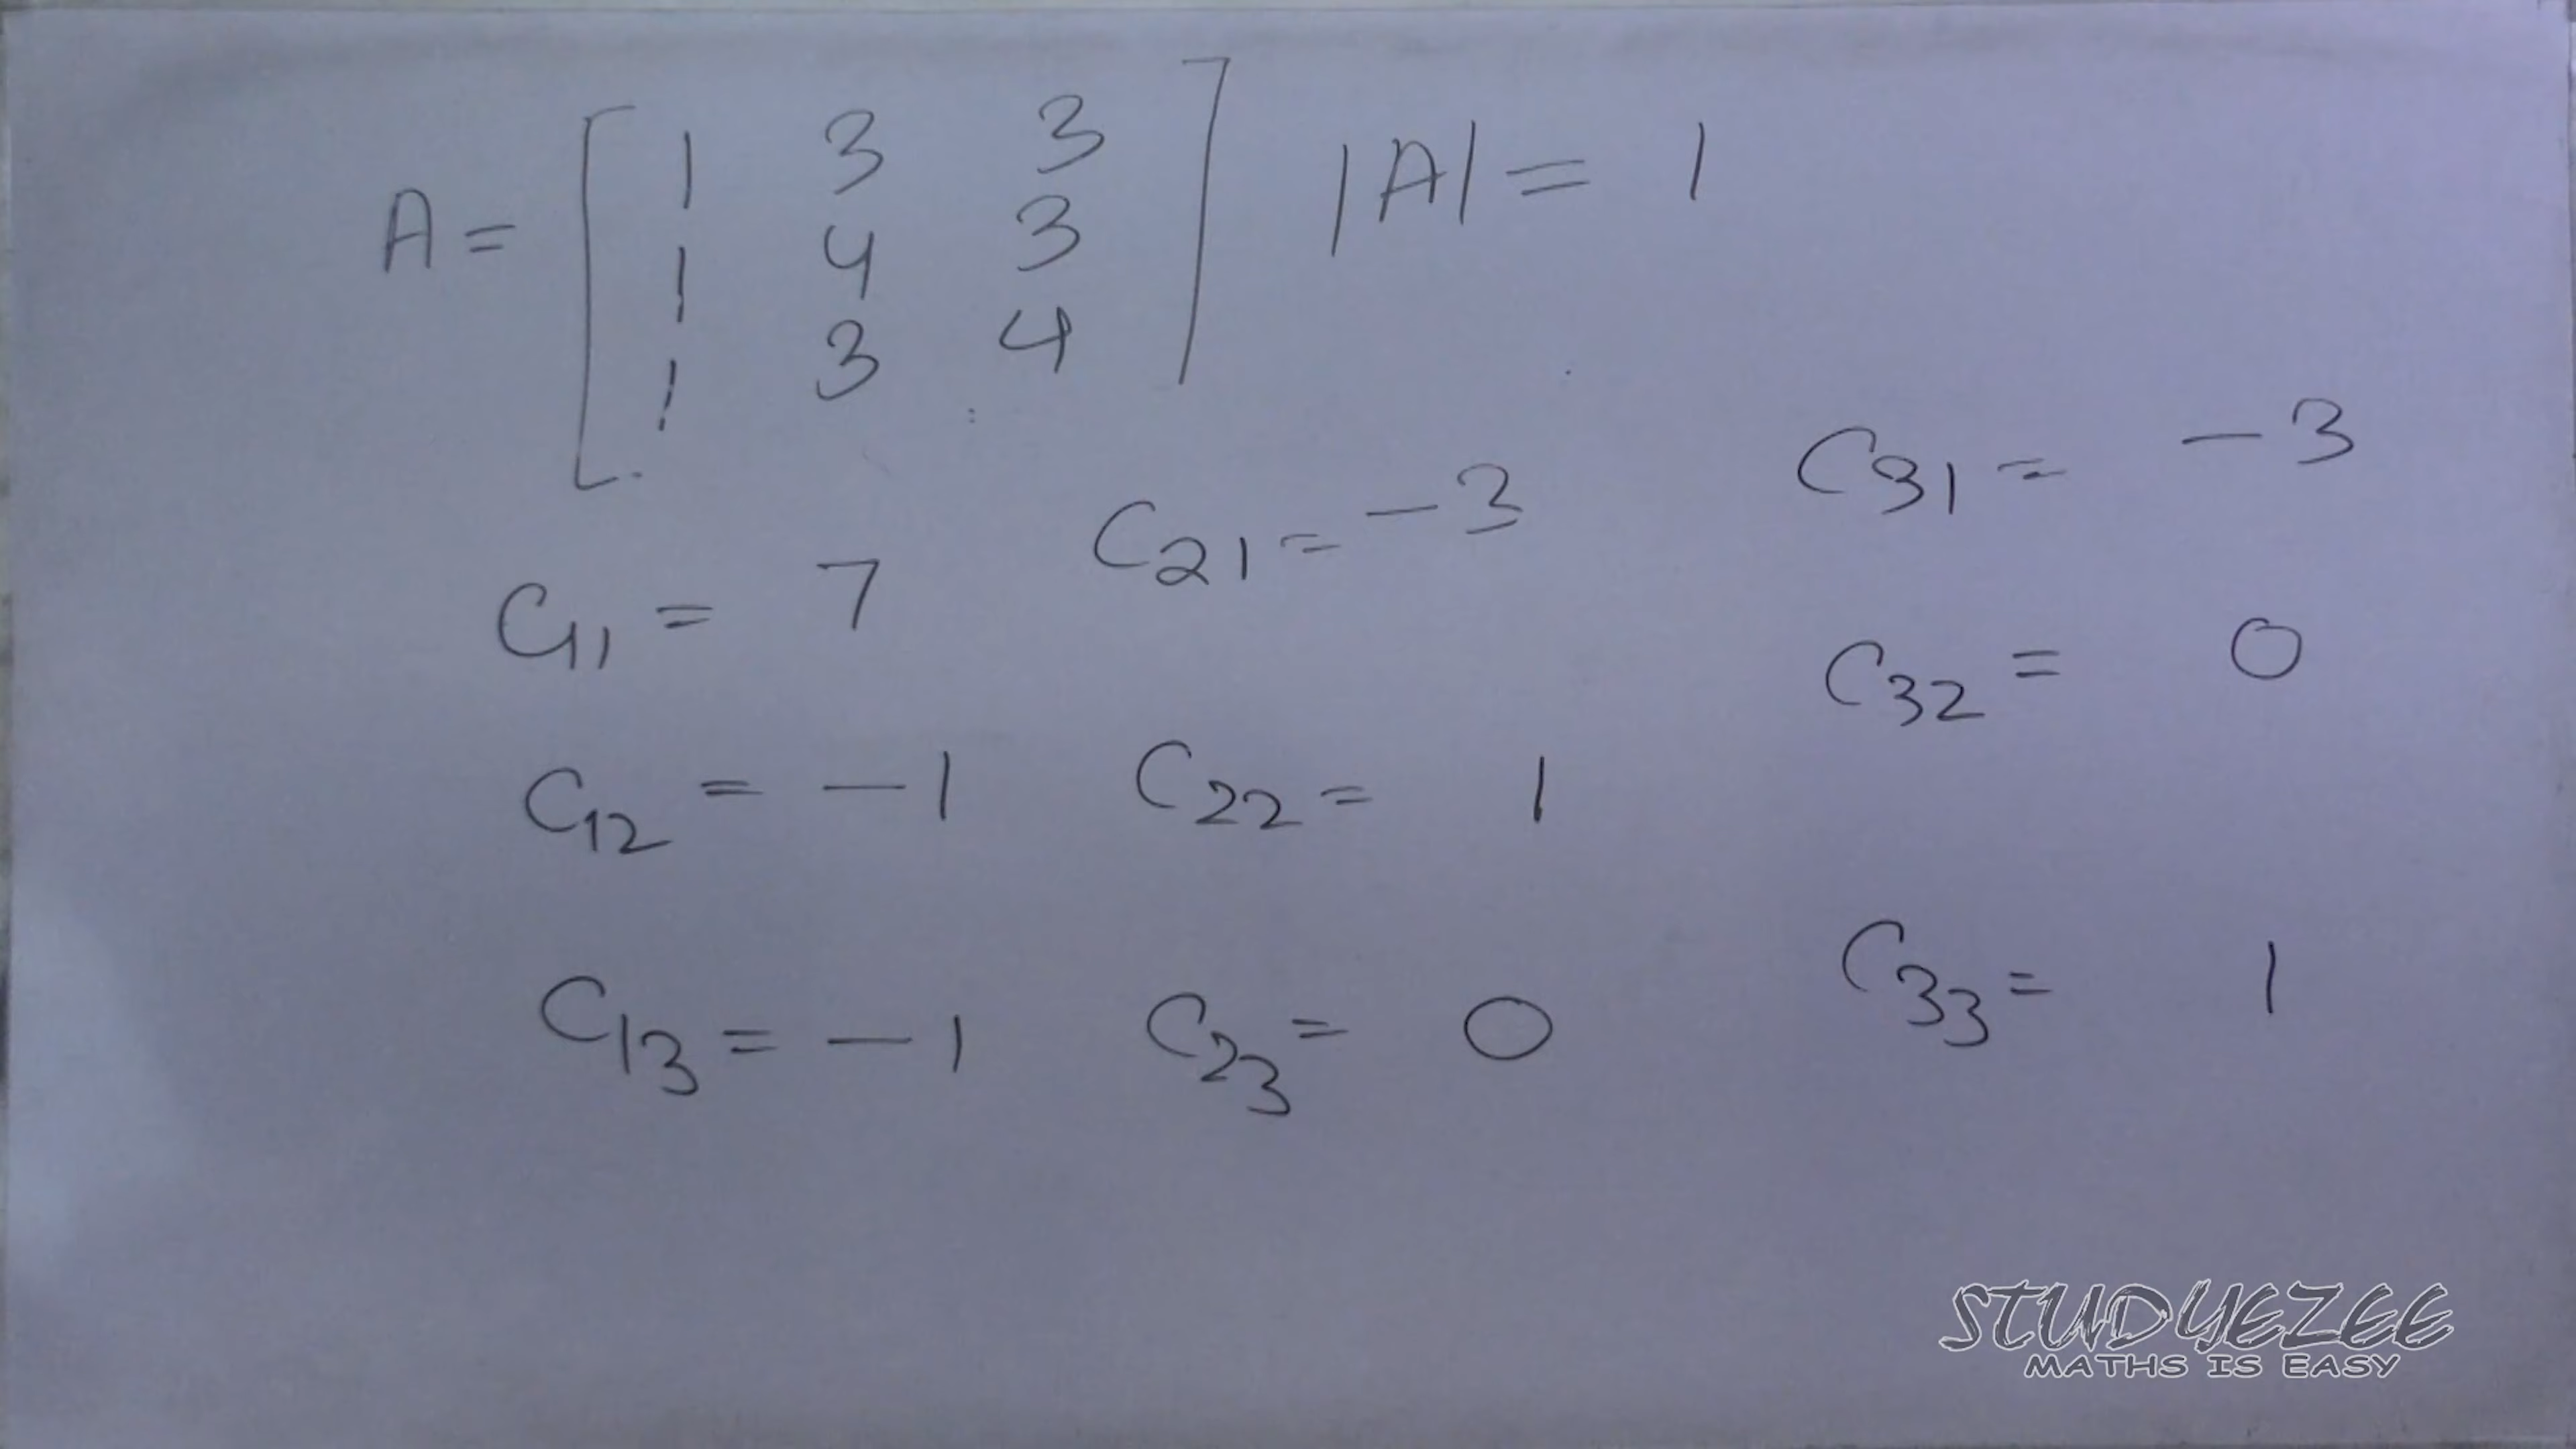 A = [ 1 3 3
1 4 3
1 3 4 ] |A| = 1
C11 = 7 C21 = -3 C31 = -3
C12 = -1 C22 = 1 C32 = 0
C13 = -1 C23 = 0 C33 = 1
STUDYEZEE
MATHS IS EASY